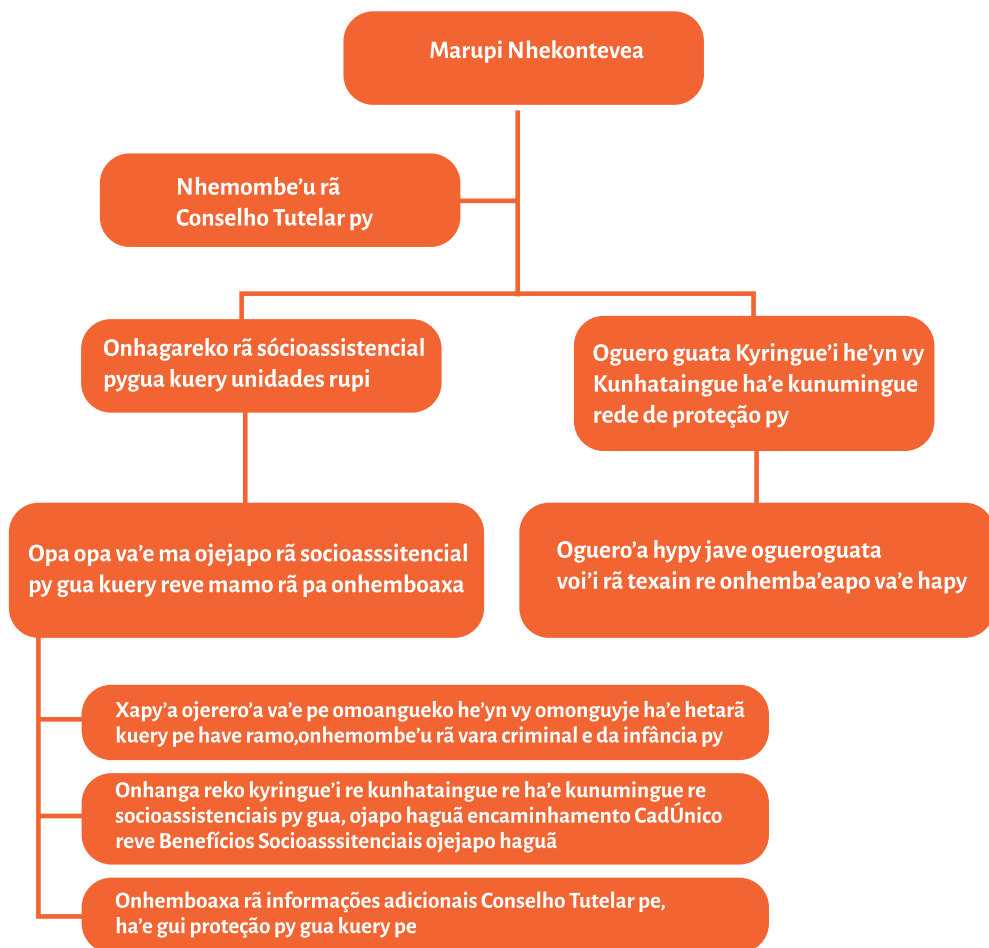 Marupi Nhekontevea
Nhemombe’u rã
Conselho Tutelar py
Onhagareko rã sócioassistencial
pygua kuery unidades rupi
Oguero guata Kyringue’i he’yn vy
Kunhataingue ha’e kunumingue
rede de proteção py
Opa opa va’e ma ojejapo rã socioasssitencial
py gua kuery reve mamo rã pa onhemboaxa
Oguero’a hypy jave ogueroguata
voi’i rã texain re onhemba’eapo va’e hapy
Xapy’a ojerero’a va’e pe omoangueko he’yn vy omonguyje ha’e hetarã
kuery pe have ramo,onhemombe’u rã vara criminal e da infância py
Onhanga reko kyringue’i re kunhataingue re ha’e kunumingue re
socioassistenciais py gua, ojapo haguã encaminhamento CadÚnico
reve Benefícios Socioasssitenciais ojejapo haguã
Onhemboaxa rã informações adicionais Conselho Tutelar pe,
ha’e gui proteção py gua kuery pe